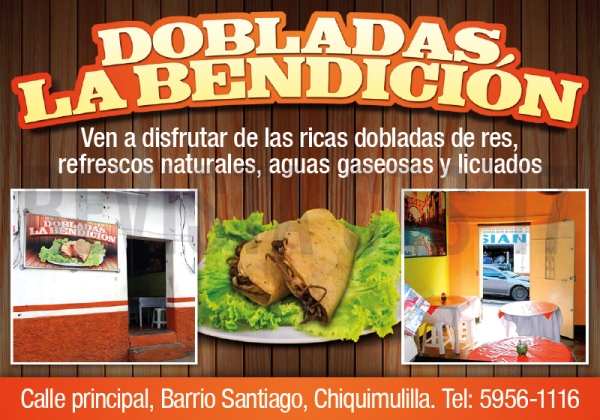 DOBLADAS
LA BENDICIÓN
Ven a disfrutar de las ricas dobladas de res,
refrescos naturales, aguas gaseosas y licuados
DOBLADAS
LA BENDICIÓN
SIAN
Calle principal, Barrio Santiago, Chiquimulilla. Tel: 5956-1116